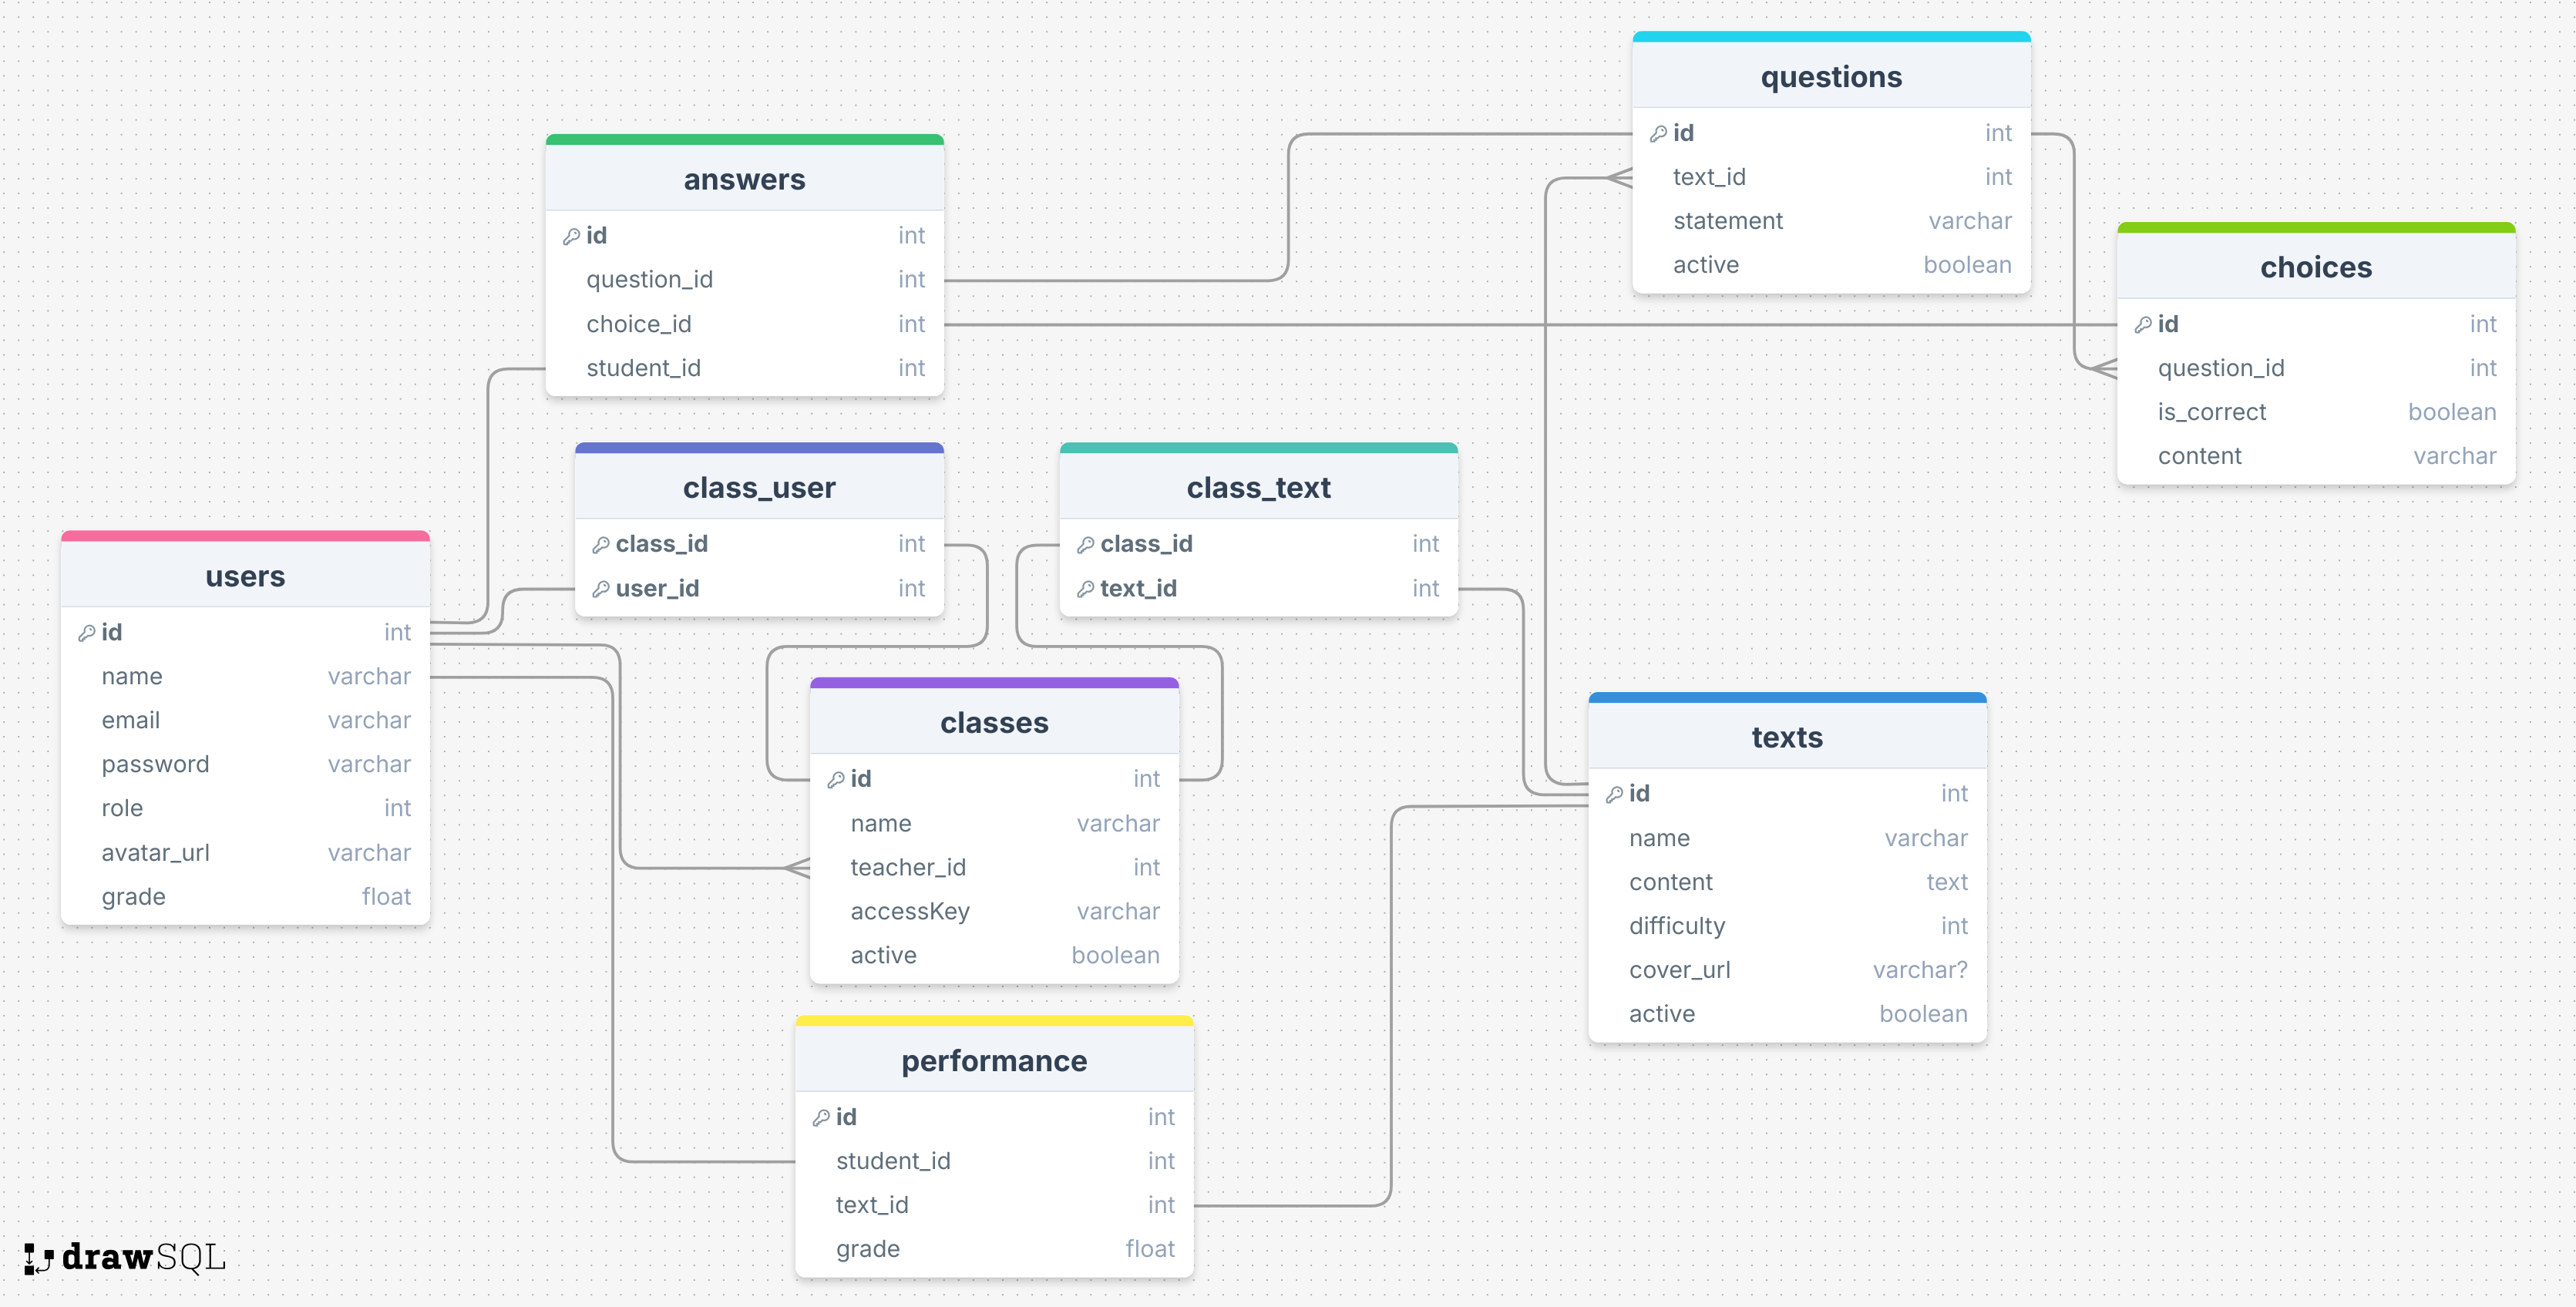 questions
id int
text_id int
statement varchar
active boolean
answers
id int
question_id int
choice_id int
student_id int
choices
id int
question_id int
is_correct boolean
content varchar
class_user
class_id int
user_id int
class_text
class_id int
text_id int
users
id int
name varchar
email varchar
password varchar
role int
avatar_url varchar
grade float
classes
id int
name varchar
teacher_id int
accessKey varchar
active boolean
texts
id int
name varchar
content text
difficulty int
cover_url varchar?
active boolean
performance
id int
student_id int
text_id int
grade float
drawSQL